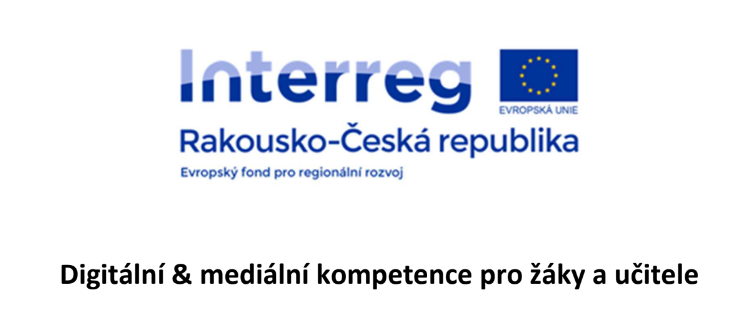 Interreg
EVROPSKÁ UNIE
Rakousko-Česká republika
Evropský fond pro regionální rozvoj
Digitální & mediální kompetence pro žáky a učitele